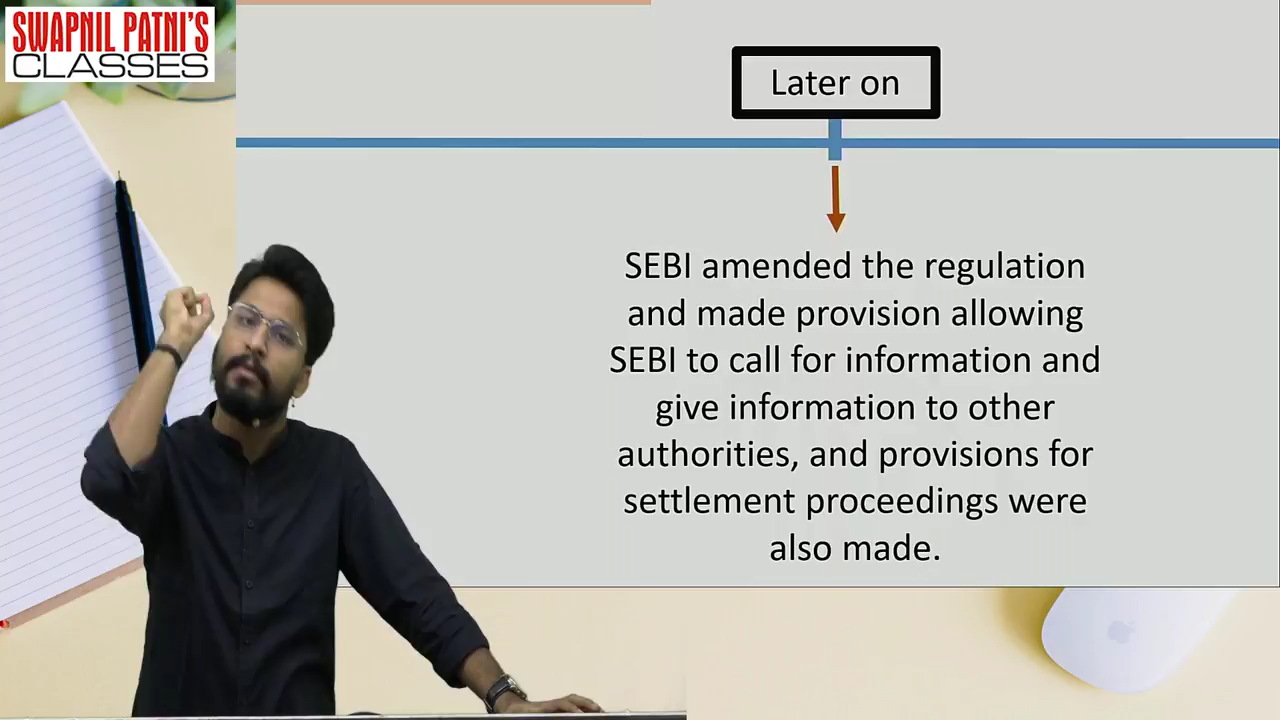 SWAPNIL PATNI'S
CLASSES
Later on
SEBI amended the regulation
and made provision allowing
SEBI to call for information and
give information to other
authorities, and provisions for
settlement proceedings were
also made.